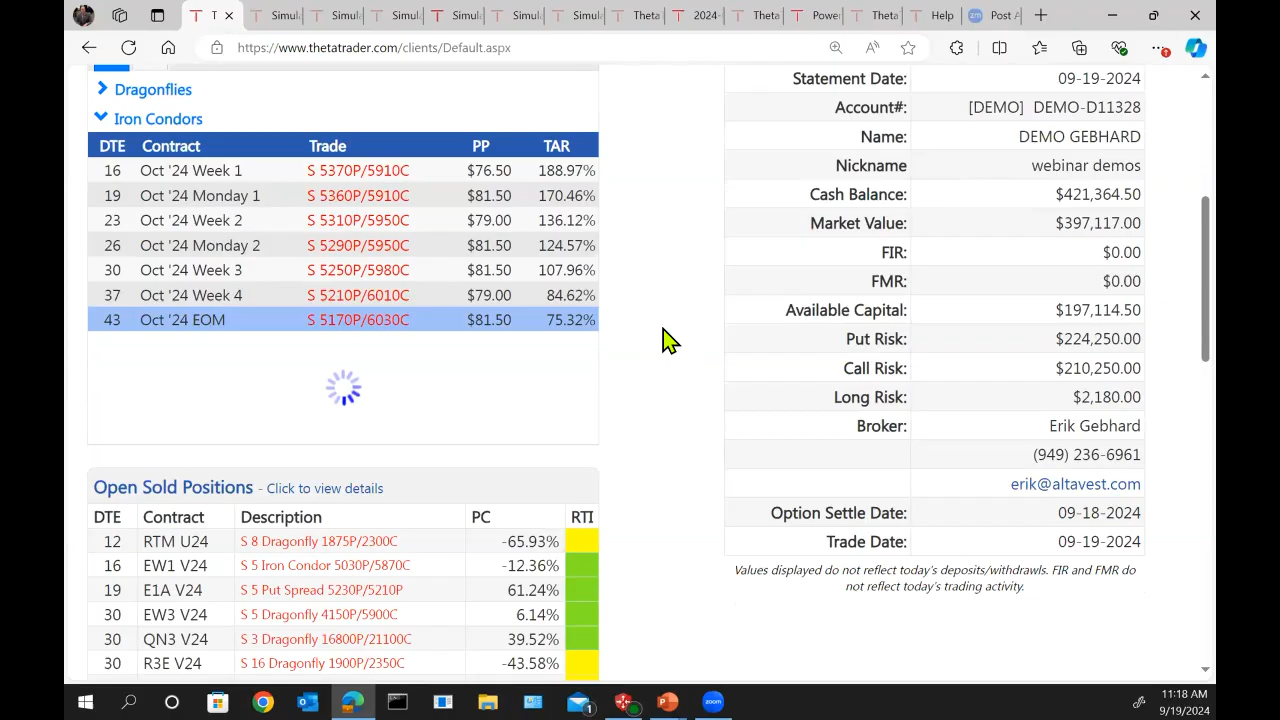 T
Simul
Simul
Simul
Simul
Simul
Simul
Theta
2024-
Theta
Power
Theta
Help
Post A
https://www.thetatrader.com/clients/Default.aspx
Dragonflies
Iron Condors
DTE Contract Trade PP TAR
16 Oct '24 Week 1 S 5370P/5910C $76.50 188.97%
19 Oct '24 Monday 1 S 5360P/5910C $81.50 170.46%
23 Oct '24 Week 2 S 5310P/5950C $79.00 136.12%
26 Oct '24 Monday 2 S 5290P/5950C $81.50 124.57%
30 Oct '24 Week 3 S 5250P/5980C $81.50 107.96%
37 Oct '24 Week 4 S 5210P/6010C $79.00 84.62%
43 Oct '24 EOM S 5170P/6030C $81.50 75.32%
Open Sold Positions - Click to view details
DTE Contract Description PC RTI
12 RTM U24 S 8 Dragonfly 1875P/2300C -65.93%
16 EW1 V24 S 5 Iron Condor 5030P/5870C -12.36%
19 E1A V24 S 5 Put Spread 5230P/5210P 61.24%
30 EW3 V24 S 5 Dragonfly 4150P/5900C 6.14%
30 QN3 V24 S 3 Dragonfly 16800P/21100C 39.52%
30 R3E V24 S 16 Dragonfly 1900P/2350C -43.58%
Statement Date: 09-19-2024
Account#: [DEMO] DEMO-D11328
Name: DEMO GEBHARD
Nickname webinar demos
Cash Balance: $421,364.50
Market Value: $397,117.00
FIR: $0.00
FMR: $0.00
Available Capital: $197,114.50
Put Risk: $224,250.00
Call Risk: $210,250.00
Long Risk: $2,180.00
Broker: Erik Gebhard
(949) 236-6961
erik@altavest.com
Option Settle Date: 09-18-2024
Trade Date: 09-19-2024
Values displayed do not reflect today's deposits/withdrawls. FIR and FMR do
not reflect today's trading activity.
zoom
11:18 AM
9/19/2024